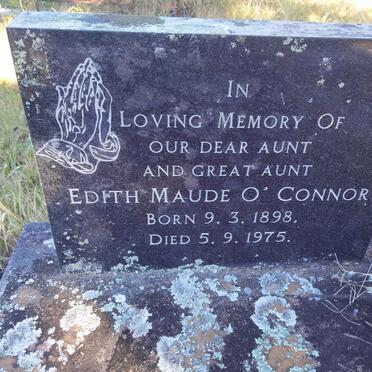 IN
LOVING MEMORY OF
OUR DEAR AUNT
AND GREAT AUNT
EDITH MAUDE O' CONNOR
BORN 9. 3. 1898.
DIED 5. 9. 1975.